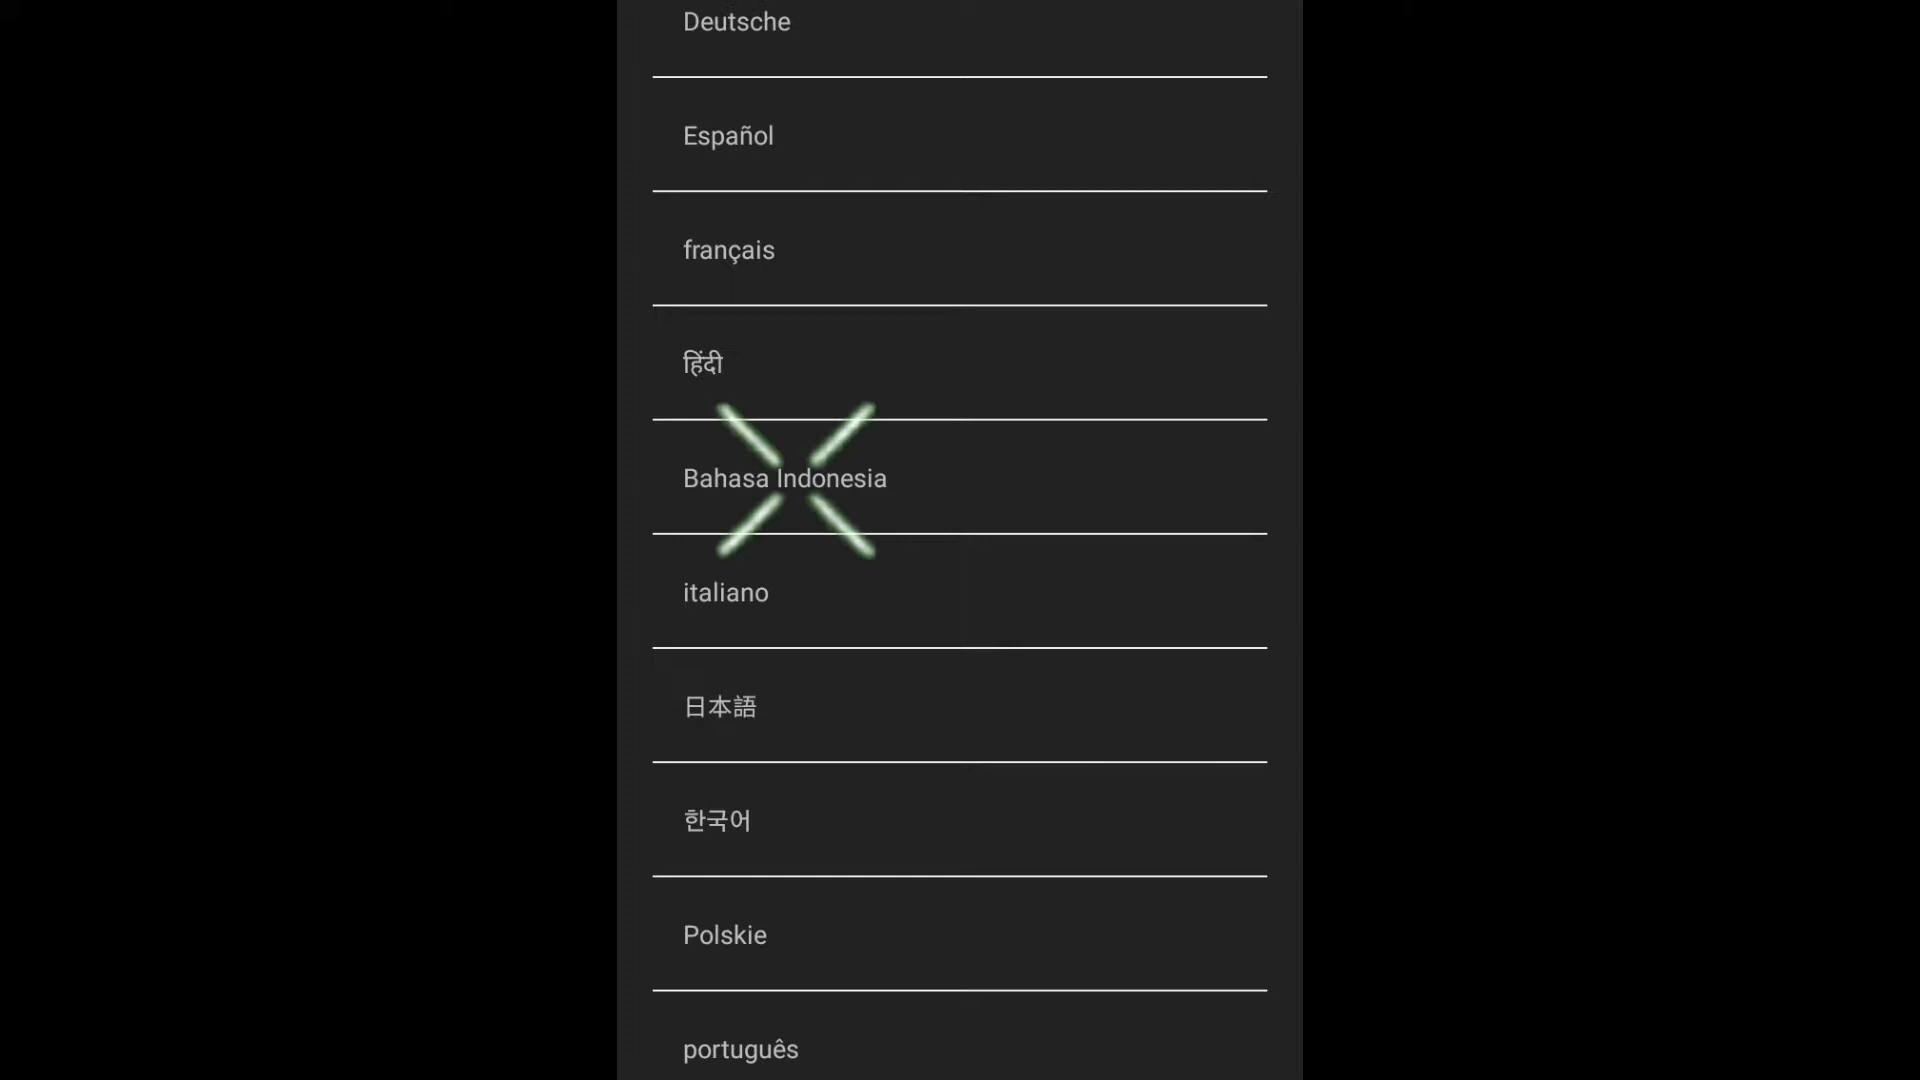 Deutsche
Español
français
हिंदी
Bahasa Indonesia
italiano
日本語
한국어
Polskie
português